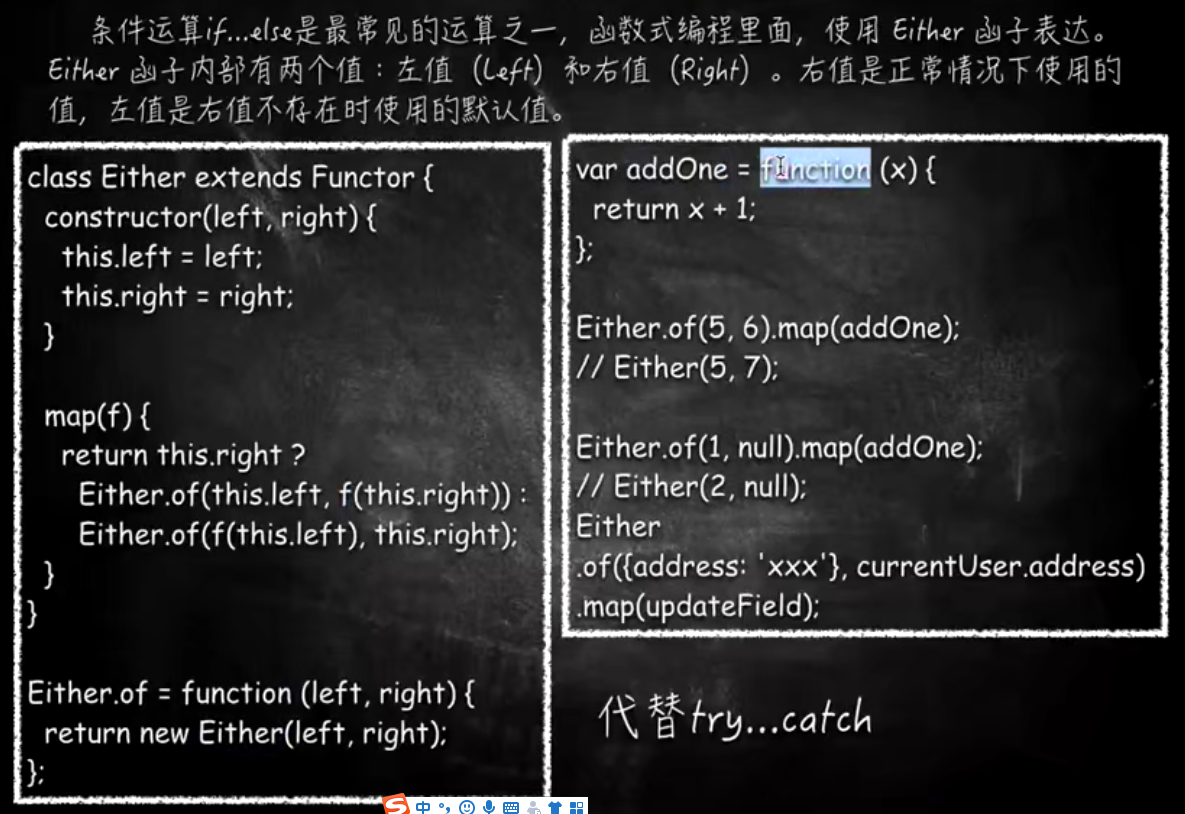 条件运算if...else是最常见的运算之一，函数式编程里面，使用 Either 函子表达。
Either 函子内部有两个值：左值（Left）和右值（Right）。右值是正常情况下使用的
值，左值是右值不存在时使用的默认值。
class Either extends Functor {
constructor(left, right) {
this.left = left;
this.right = right;
}
map(f) {
return this.right ?
Either.of(this.left, f(this.right)) :
Either.of(f(this.left), this.right);
}
}
Either.of = function (left, right) {
return new Either(left, right);
};
var addOne = function (x) {
return x + 1;
};
Either.of(5, 6).map(addOne);
// Either(5, 7);
Either.of(1, null).map(addOne);
// Either(2, null);
Either
.of({address: 'xxx'}, currentUser.address)
.map(updateField);
代替try...catch
S中